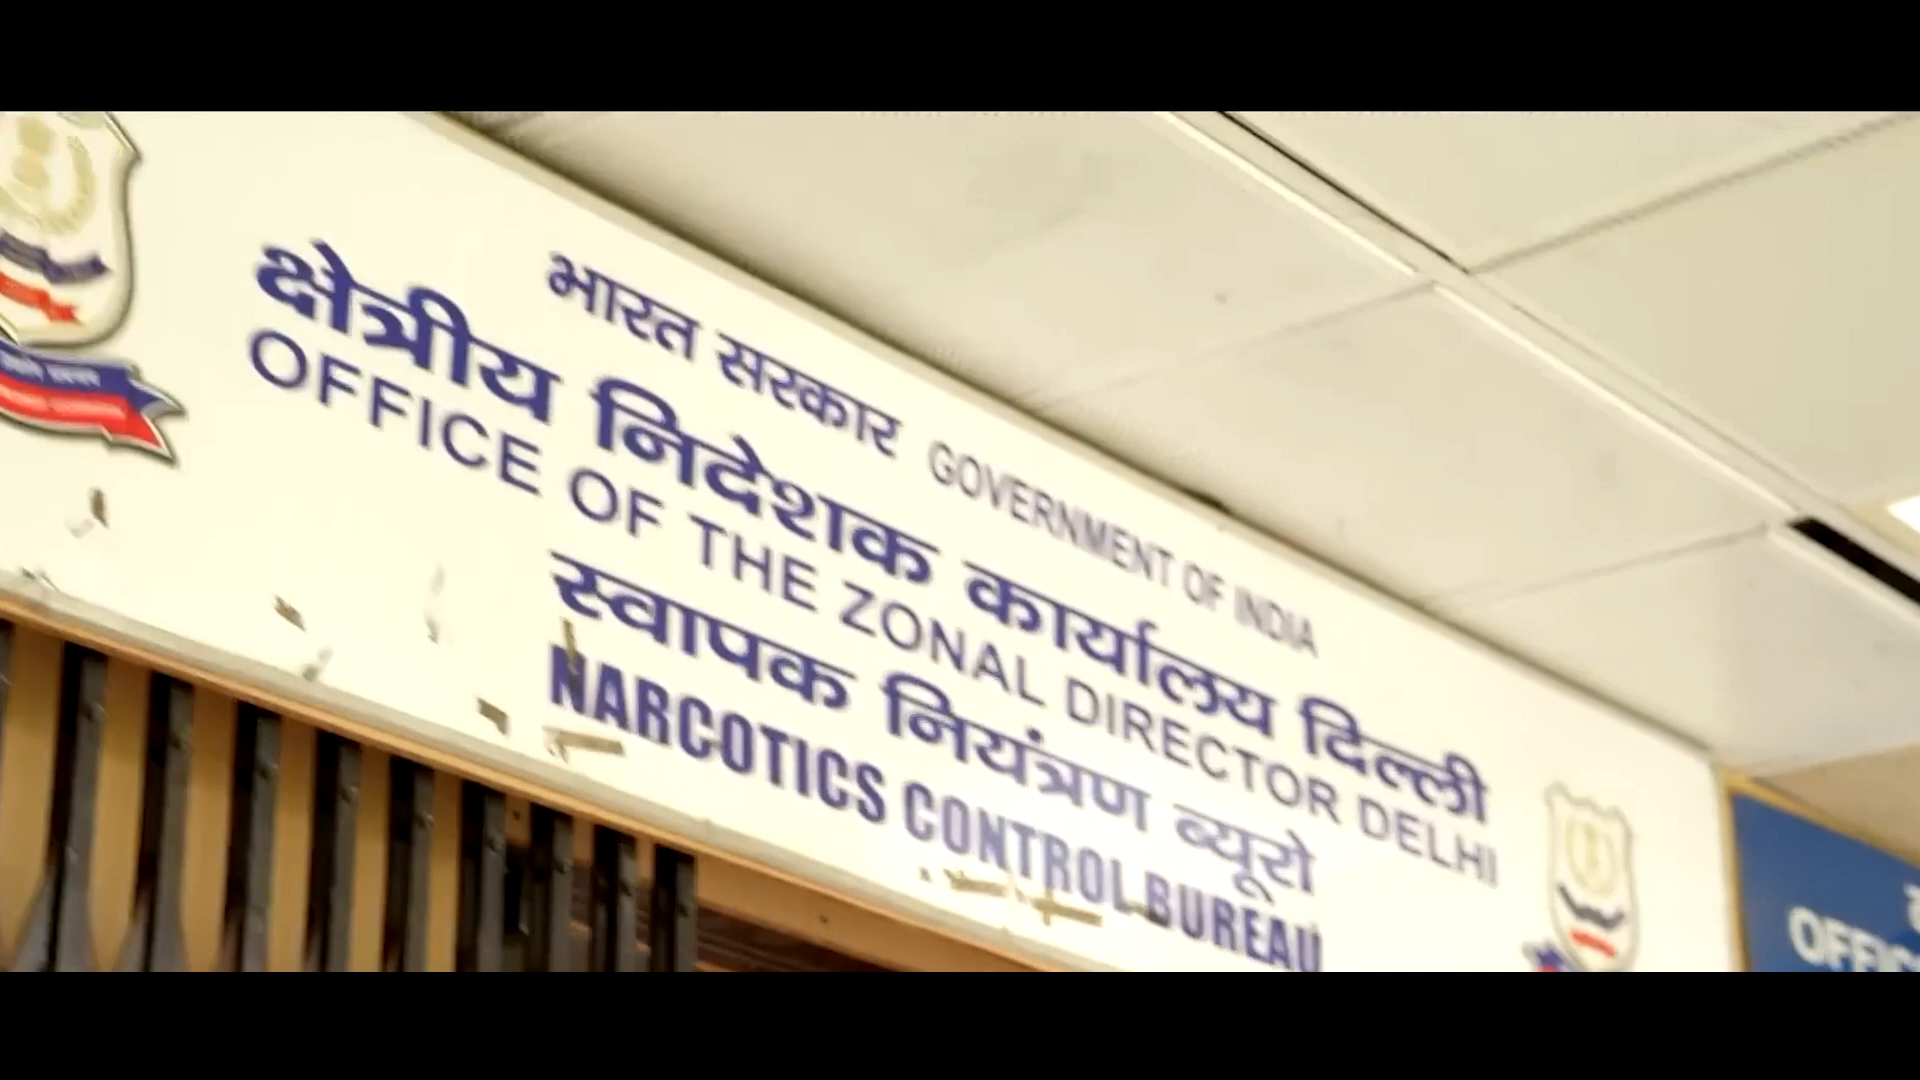 भारत सरकार GOVERNMENT OF INDIA
क्षेत्रीय निदेशक कार्यालय दिल्ली
OFFICE OF THE ZONAL DIRECTOR DELHI
स्वापक नियंत्रण ब्यूरो
NARCOTICS CONTROL BUREAU